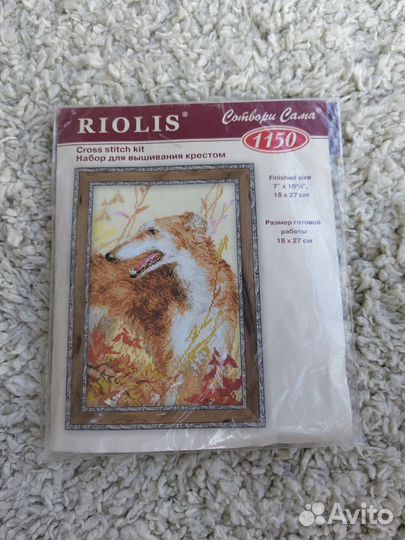 RIOLIS®
Сотвори Сама®
1150
Cross stitch kit
Набор для вышивания крестом
Finished size
7" x 10¾",
18 x 27 cm
Размер готовой
работы
18 x 27 см
Avito